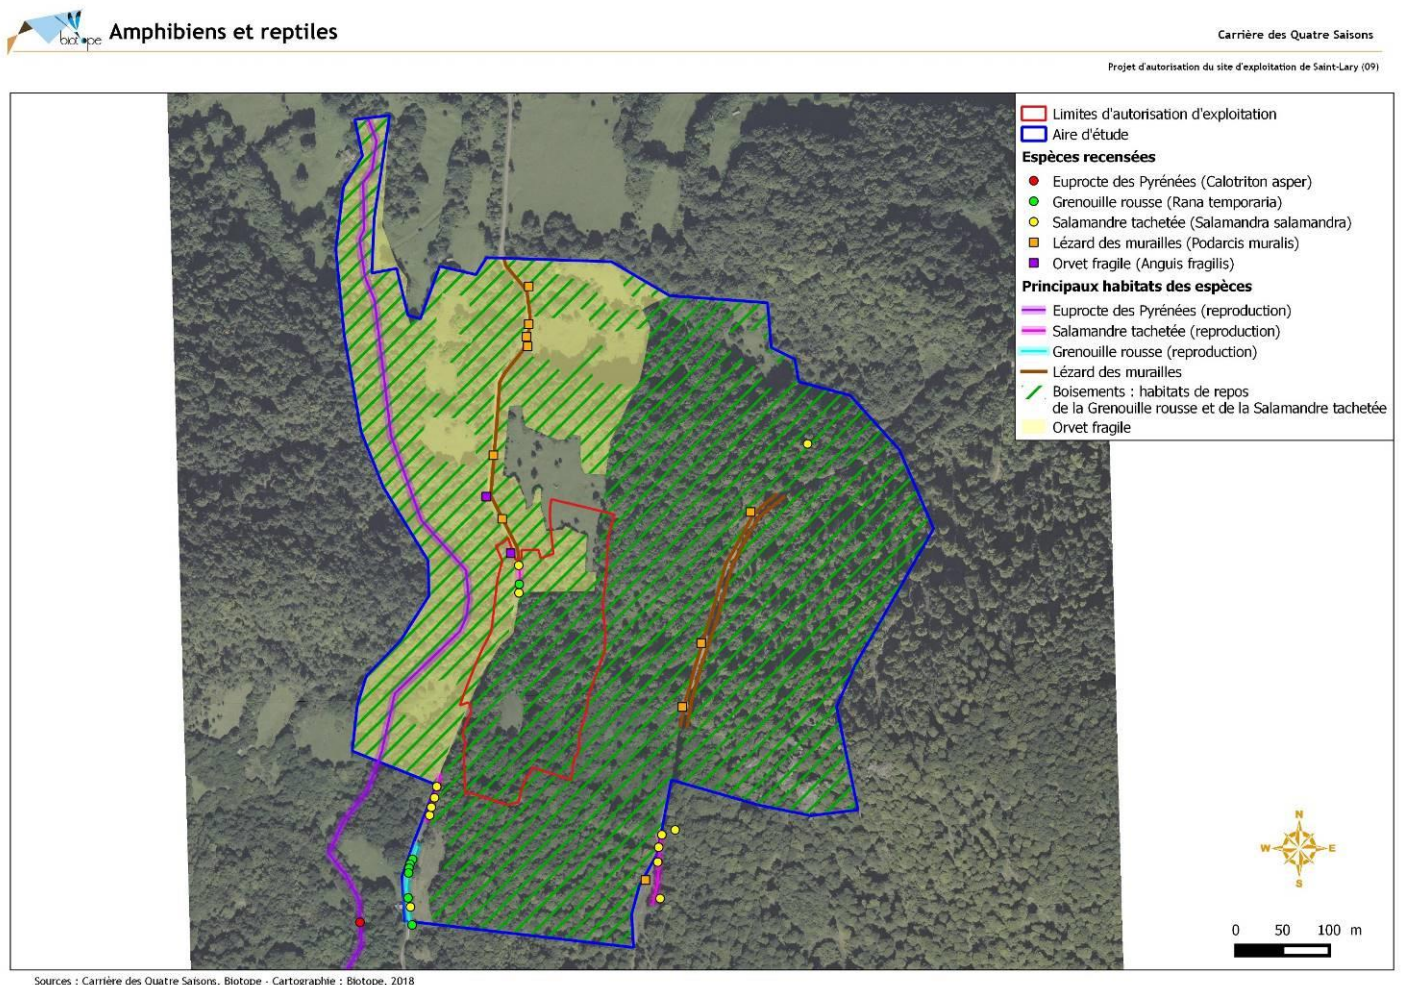 biotope
Amphibiens et reptiles
Carrière des Quatre Saisons
Projet d'autorisation du site d'exploitation de Saint-Lary (09)
Limites d'autorisation d'exploitation
Aire d'étude
Espèces recensées
Euprocte des Pyrénées (Calotriton asper)
Grenouille rousse (Rana temporaria)
Salamandre tachetée (Salamandra salamandra)
Lézard des murailles (Podarcis muralis)
Orvet fragile (Anguis fragilis)
Principaux habitats des espèces
Euprocte des Pyrénées (reproduction)
Salamandre tachetée (reproduction)
Grenouille rousse (reproduction)
Lézard des murailles
Boisements : habitats de repos
de la Grenouille rousse et de la Salamandre tachetée
Orvet fragile
N
W E
S
0 50 100 m
Sources : Carrière des Quatre Saisons, Biotope - Cartographie : Biotope, 2018